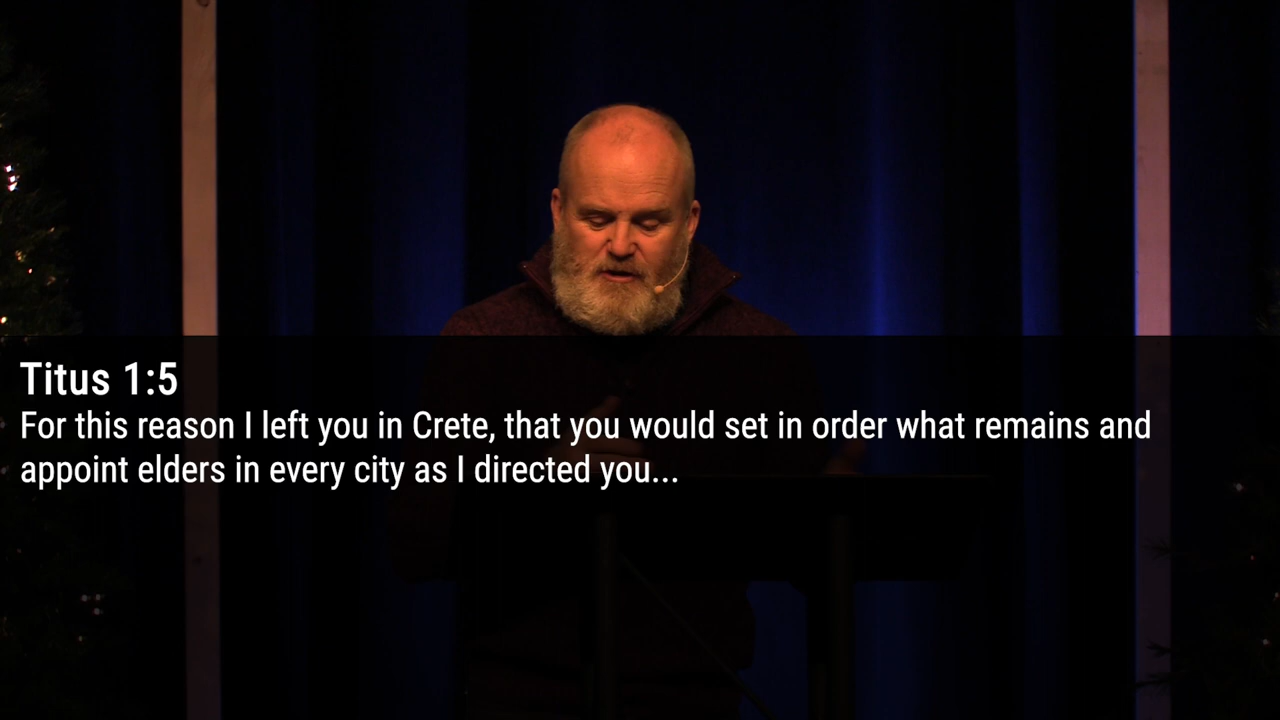 Titus 1:5
For this reason I left you in Crete, that you would set in order what remains and
appoint elders in every city as I directed you...